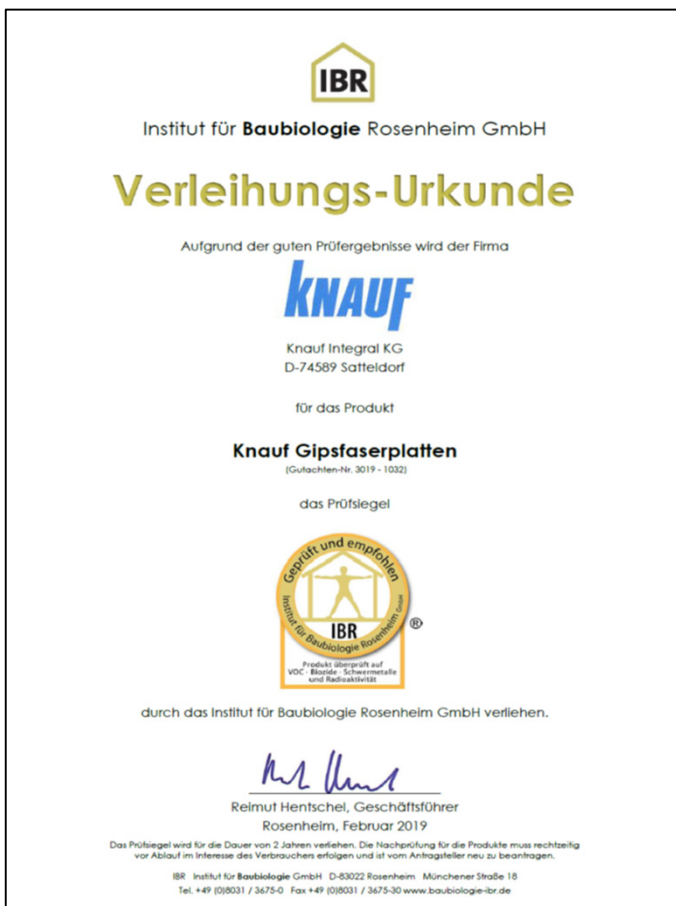 IBR
Institut für Baubiologie Rosenheim GmbH
Verleihungs-Urkunde
Aufgrund der guten Prüfergebnisse wird der Firma
KNAUF
Knauf Integral KG
D-74589 Satteldorf
für das Produkt
Knauf Gipsfaserplatten
(Gutachten-Nr. 3019 - 1032)
das Prüfsiegel
Geprüft und empfohlen
IBR
Institut für Baubiologie Rosenheim GmbH
®
Produkt überprüft auf
VOC - Biozide - Schwermetalle
und Radioaktivität
durch das Institut für Baubiologie Rosenheim GmbH verliehen.
Reimut Hentschel, Geschäftsführer
Rosenheim, Februar 2019
Das Prüfsiegel wird für die Dauer von 2 Jahren verliehen. Die Nachprüfung für die Produkte muss rechtzeitig
vor Ablauf im Interesse des Verbrauchers erfolgen und ist vom Antragsteller neu zu beantragen.
IBR Institut für Baubiologie GmbH D-83022 Rosenheim Münchener Straße 18
Tel. +49 (0)8031 / 3675-0 Fax +49 (0)8031 / 3675-30 www.baubiologie-ibr.de